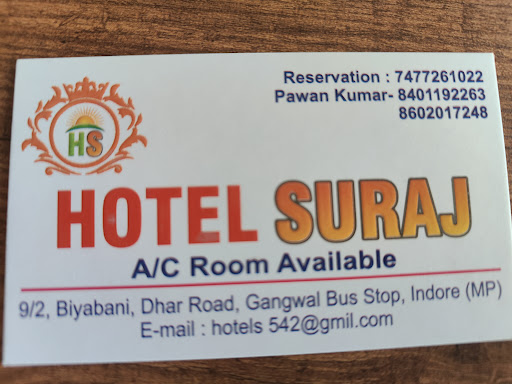 Reservation : 7477261022
Pawan Kumar- 8401192263
8602017248
HS
HOTEL SURAJ
A/C Room Available
9/2, Biyabani, Dhar Road, Gangwal Bus Stop, Indore (MP)
E-mail : hotels 542@gmil.com